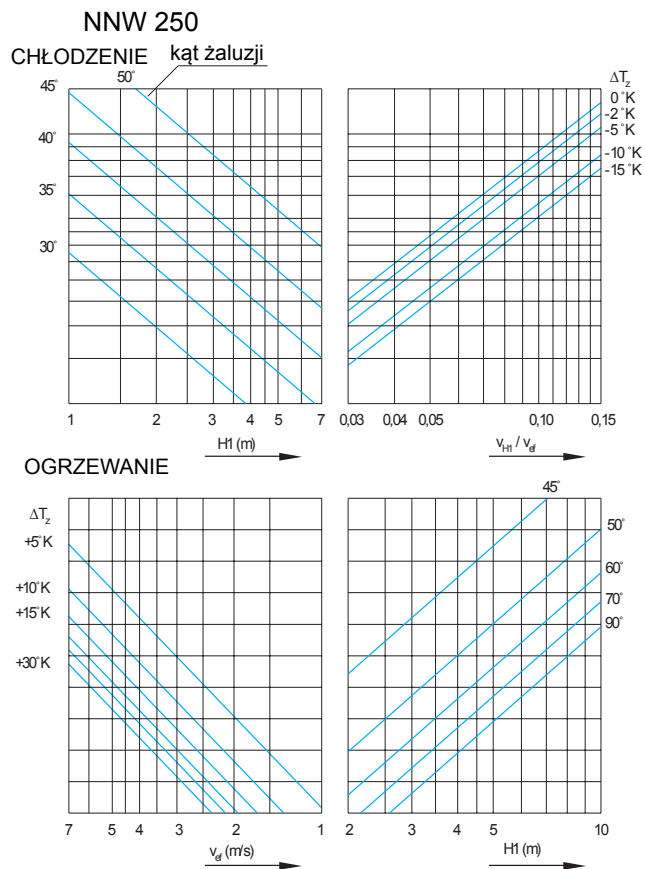 NNW 250
CHŁODZENIE
kąt żaluzji
50°
45°
40°
35°
30°
1 2 3 4 5 7
H1 (m)
ΔTz
0°K
-2°K
-5°K
-10°K
-15°K
0,03 0,04 0,05 0,10 0,15
vH1 / vef
OGRZEWANIE
ΔTz
+5°K
+10°K
+15°K
+30°K
7 5 4 3 2 1
vef (m/s)
45°
50°
60°
70°
90°
2 3 4 5 10
H1 (m)